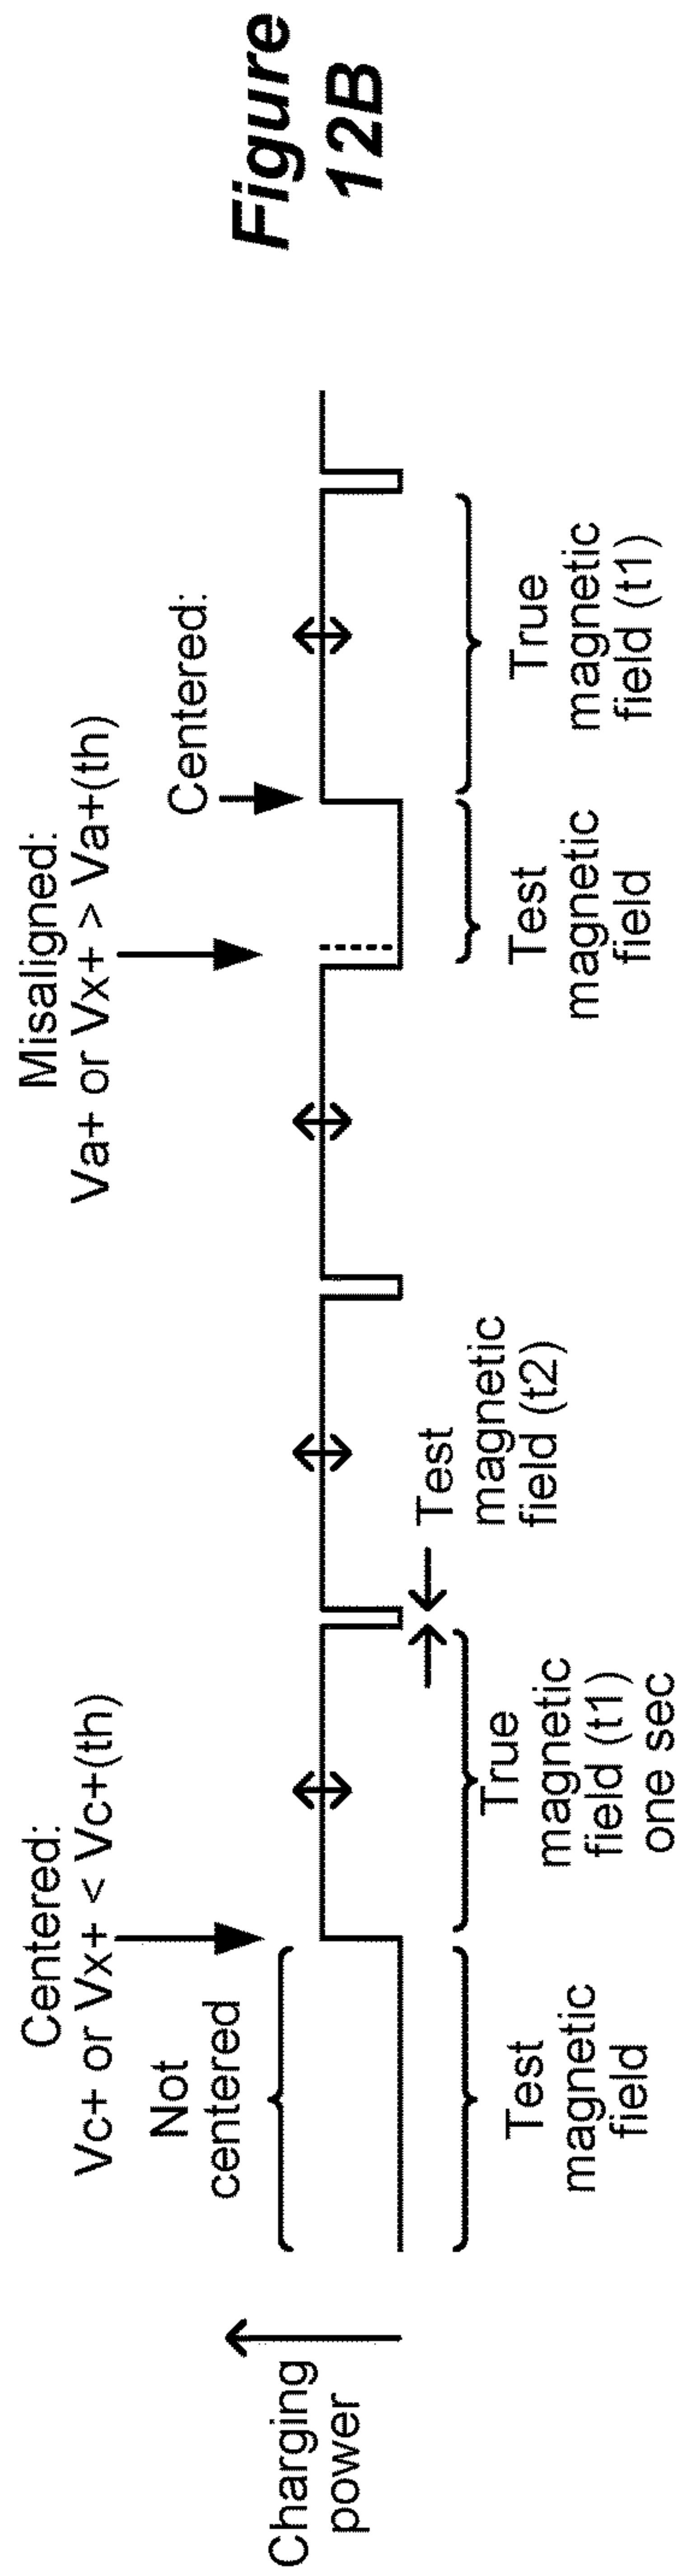 Figure
12B
Misaligned:
Va+ or Vx+ > Va+(th)
Centered:
Centered:
Vc+ or Vx+ < Vc+(th)
Not
centered
Charging
power
Test
magnetic
field
True
magnetic
field (t1)
one sec
Test
magnetic
field (t2)
Test
magnetic
field
True
magnetic
field (t1)